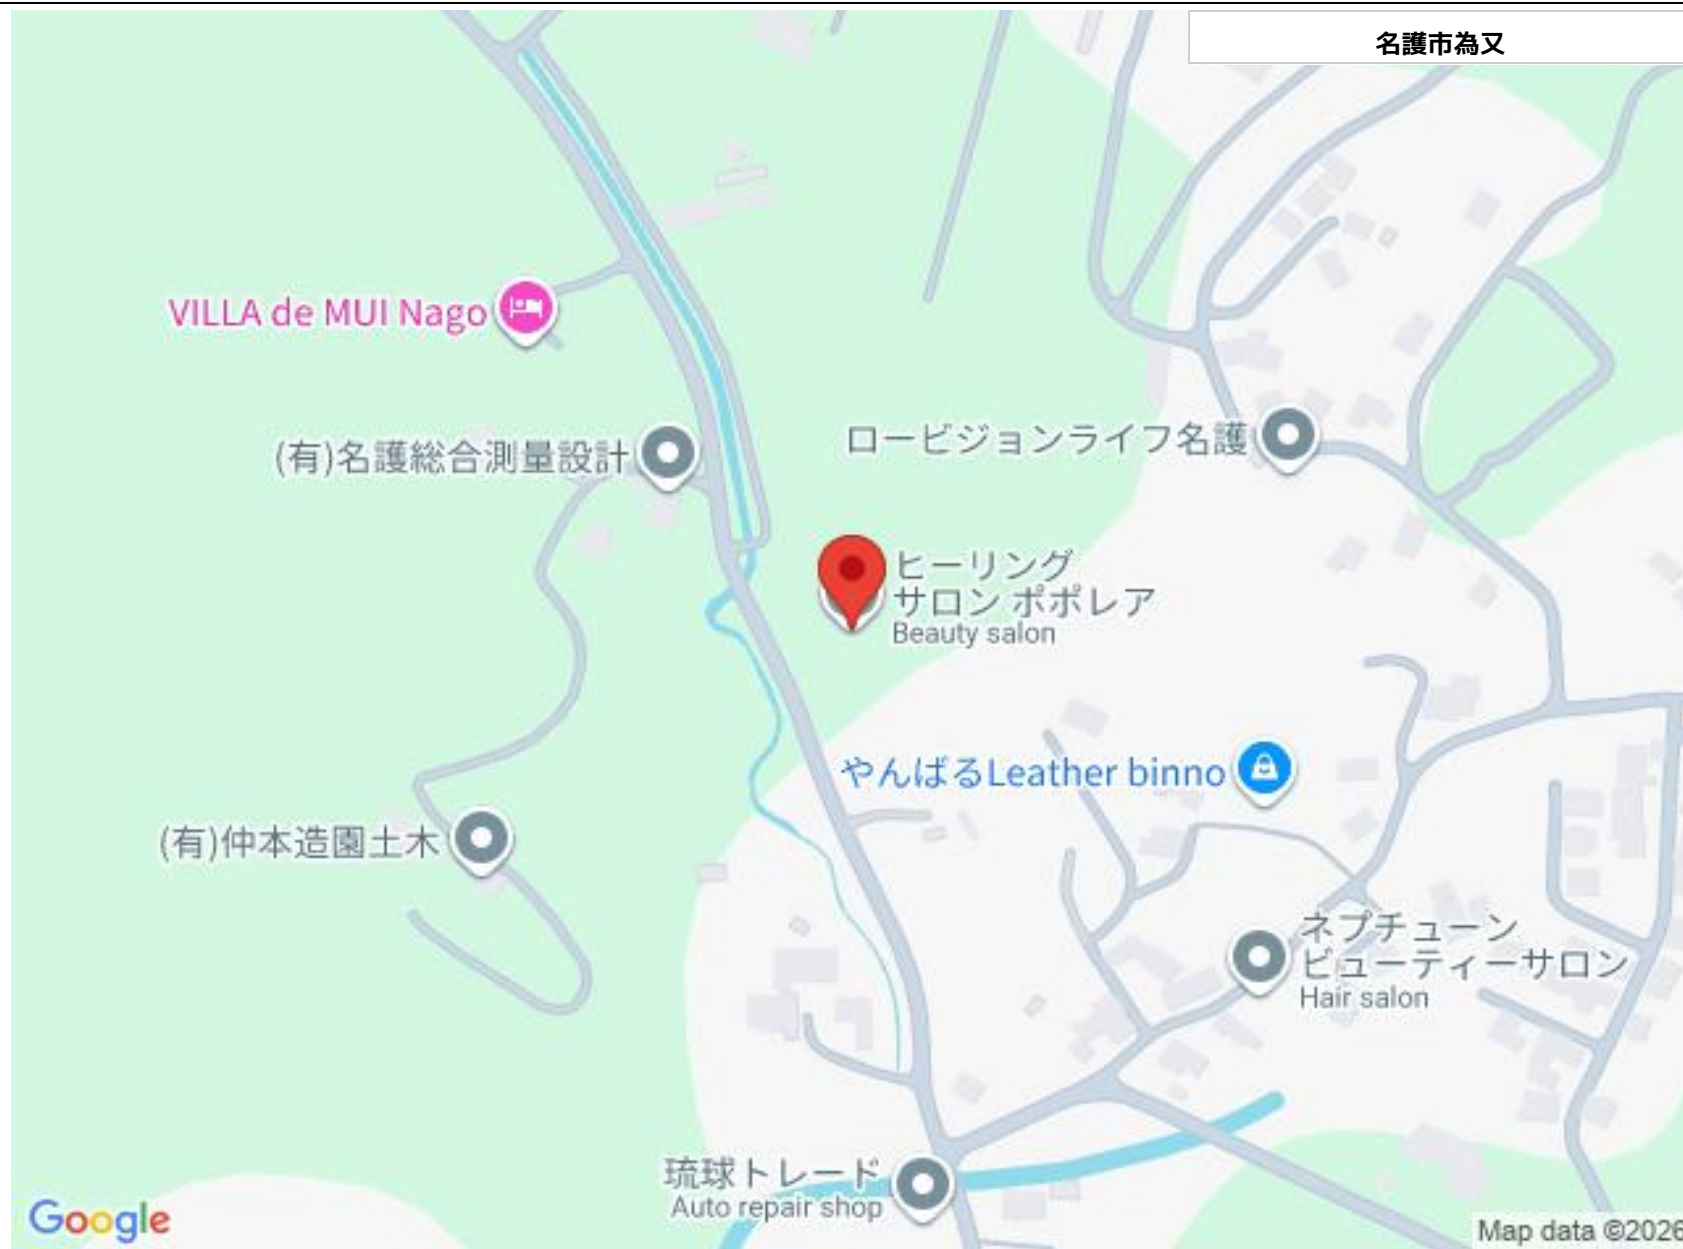 名護市為又
VILLA de MUI Nago
(有)名護総合測量設計
ロービジョンライフ名護
ヒーリング
サロン ポポレア
Beauty salon
やんばるLeather binno
(有)仲本造園土木
ネプチューン
ビューティーサロン
Hair salon
琉球トレード
Auto repair shop
Google
Map data ©2026